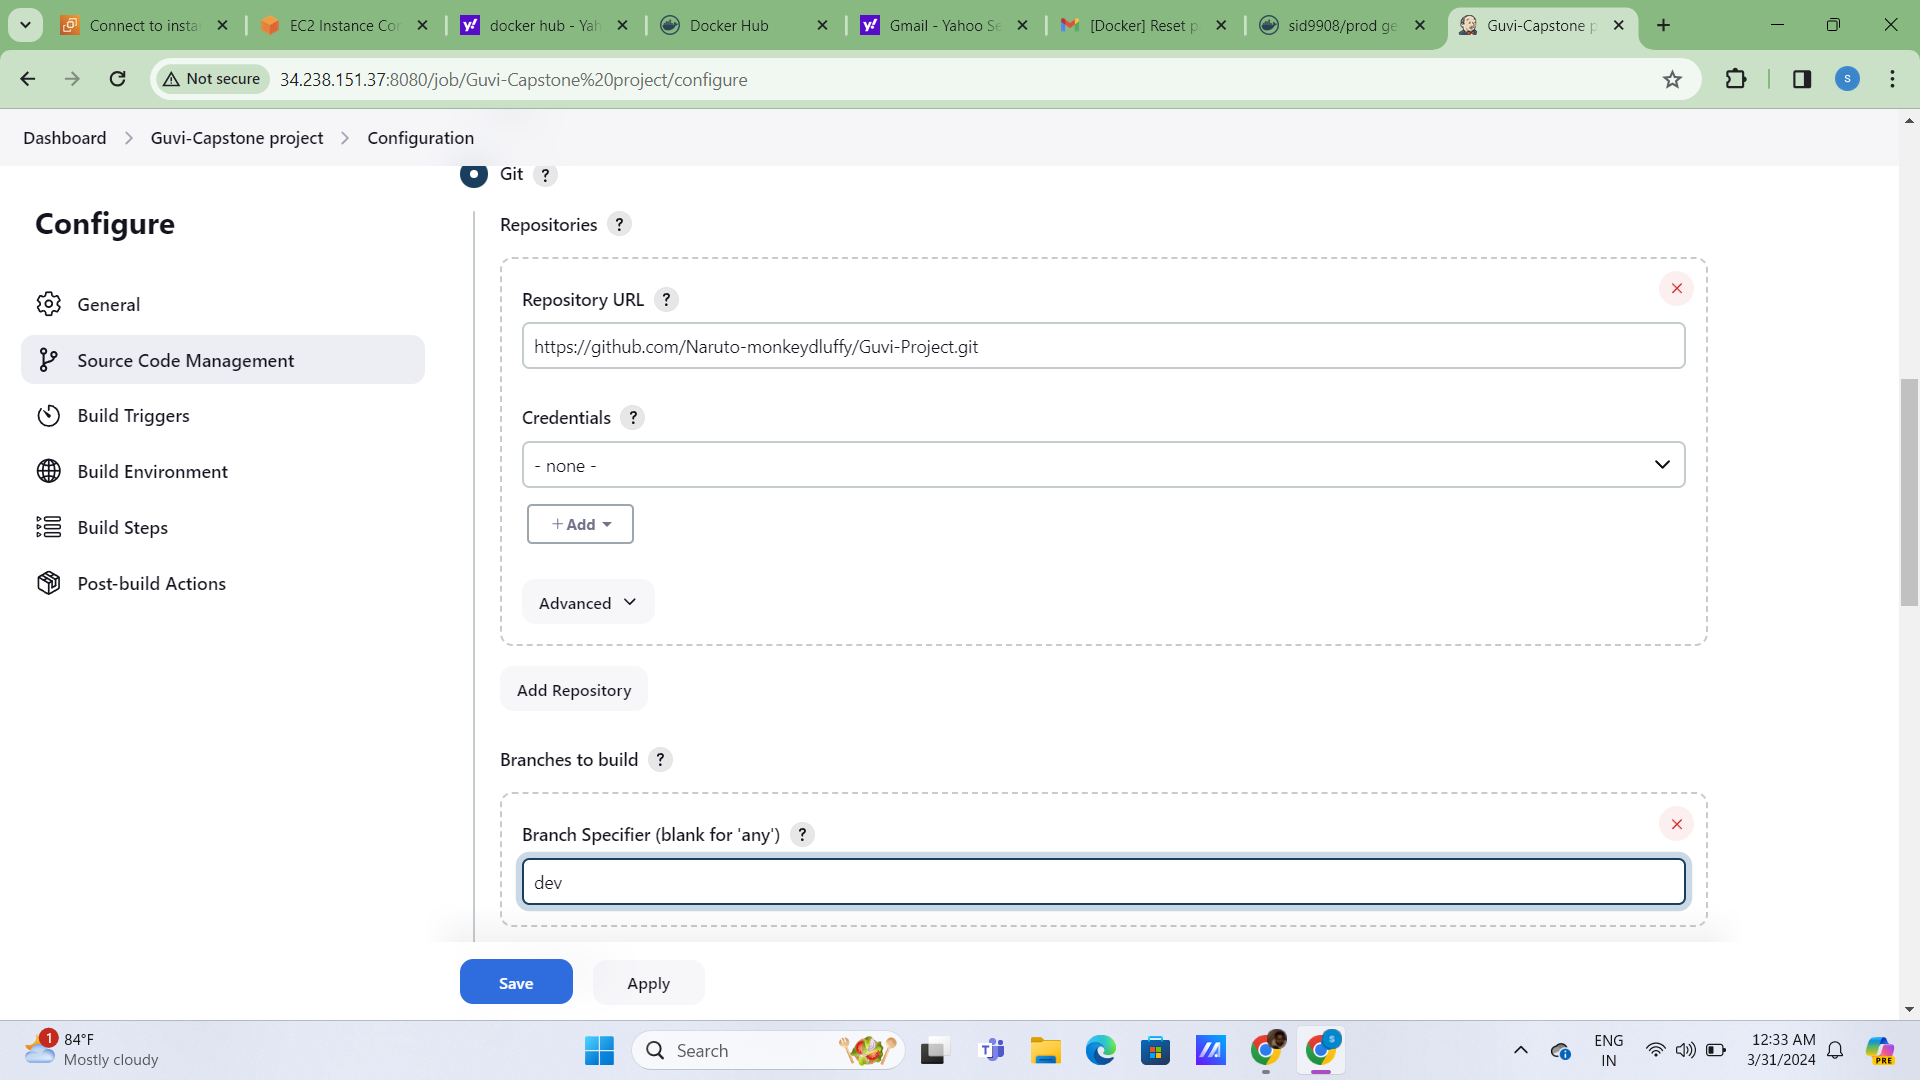 Connect to insta
EC2 Instance Con
docker hub - Yah
Docker Hub
Gmail - Yahoo Se
[Docker] Reset p
sid9908/prod ge
Guvi-Capstone p
Not secure
34.238.151.37:8080/job/Guvi-Capstone%20project/configure
s
Dashboard
Guvi-Capstone project
Configuration
Git ?
Configure
General
Source Code Management
Build Triggers
Build Environment
Build Steps
Post-build Actions
Repositories ?
Repository URL ?
https://github.com/Naruto-monkeydluffy/Guvi-Project.git
Credentials ?
- none -
+ Add
Advanced
Add Repository
Branches to build ?
Branch Specifier (blank for 'any') ?
dev
Save
Apply
1
84°F
Mostly cloudy
Search
ENG
IN
12:33 AM
3/31/2024
PRE